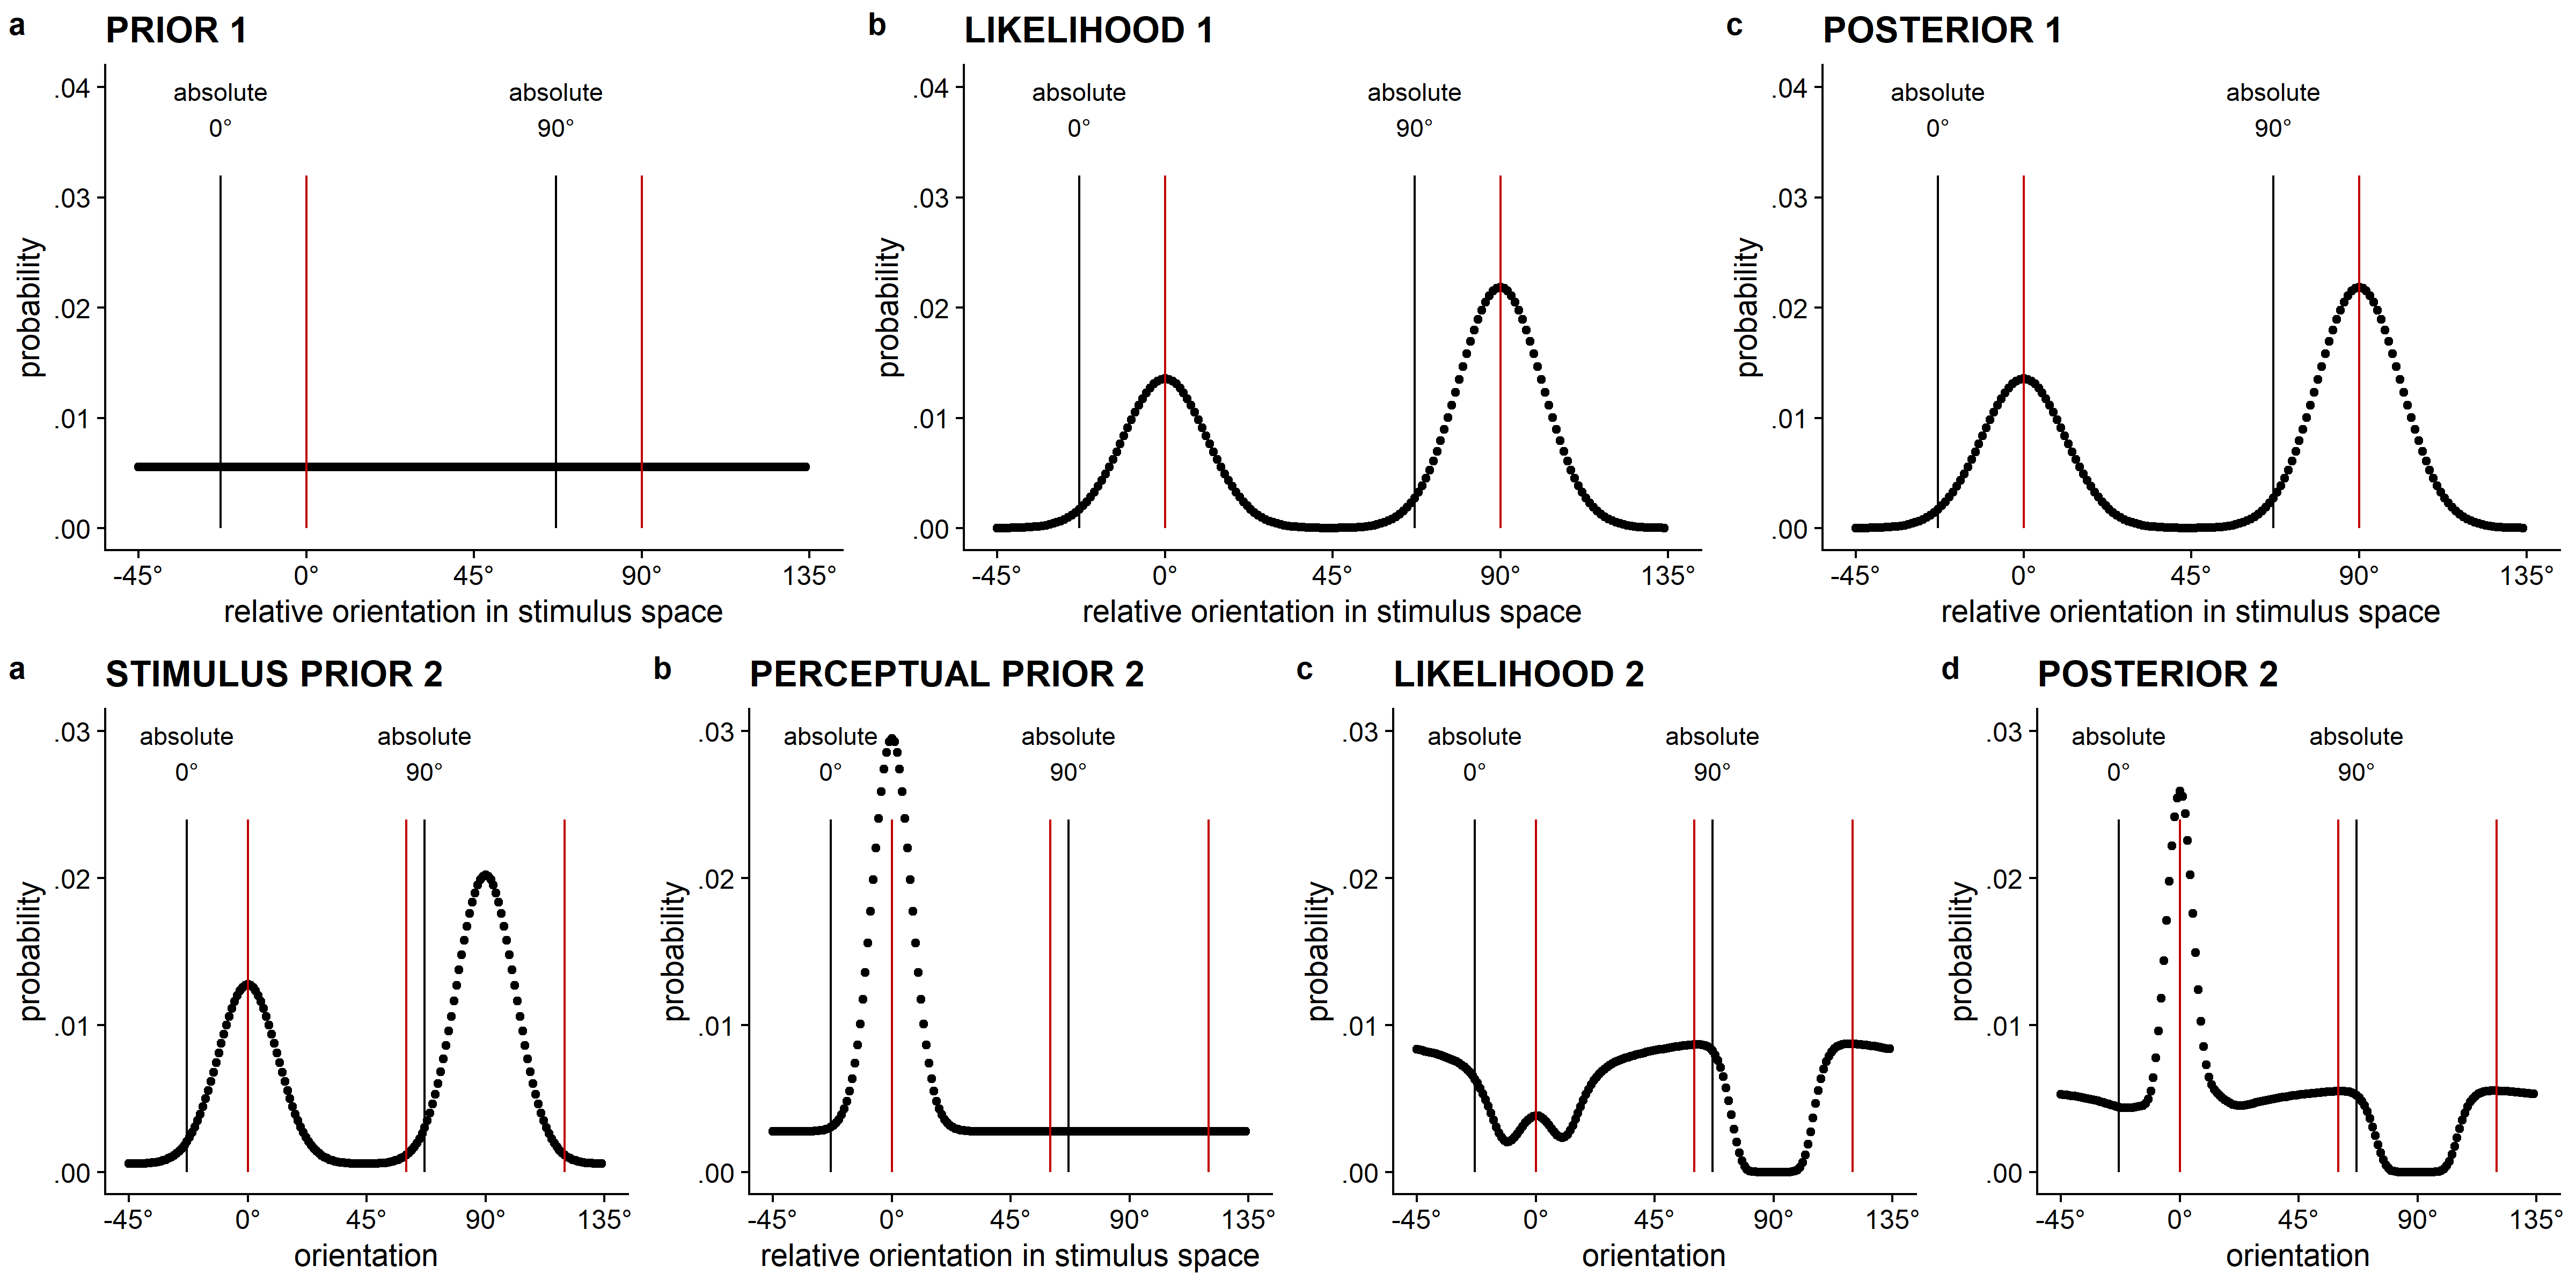 a PRIOR 1
absolute absolute
0° 90°
.04
.03
.02
.01
.00
probability
-45° 0° 45° 90° 135°
relative orientation in stimulus space
b LIKELIHOOD 1
absolute absolute
0° 90°
.04
.03
.02
.01
.00
probability
-45° 0° 45° 90° 135°
relative orientation in stimulus space
c POSTERIOR 1
absolute absolute
0° 90°
.04
.03
.02
.01
.00
probability
-45° 0° 45° 90° 135°
relative orientation in stimulus space
a STIMULUS PRIOR 2
absolute absolute
0° 90°
.03
.02
.01
.00
probability
-45° 0° 45° 90° 135°
orientation
b PERCEPTUAL PRIOR 2
absolute absolute
0° 90°
.03
.02
.01
.00
probability
-45° 0° 45° 90° 135°
relative orientation in stimulus space
c LIKELIHOOD 2
absolute absolute
0° 90°
.03
.02
.01
.00
probability
-45° 0° 45° 90° 135°
orientation
d POSTERIOR 2
absolute absolute
0° 90°
.03
.02
.01
.00
probability
-45° 0° 45° 90° 135°
orientation